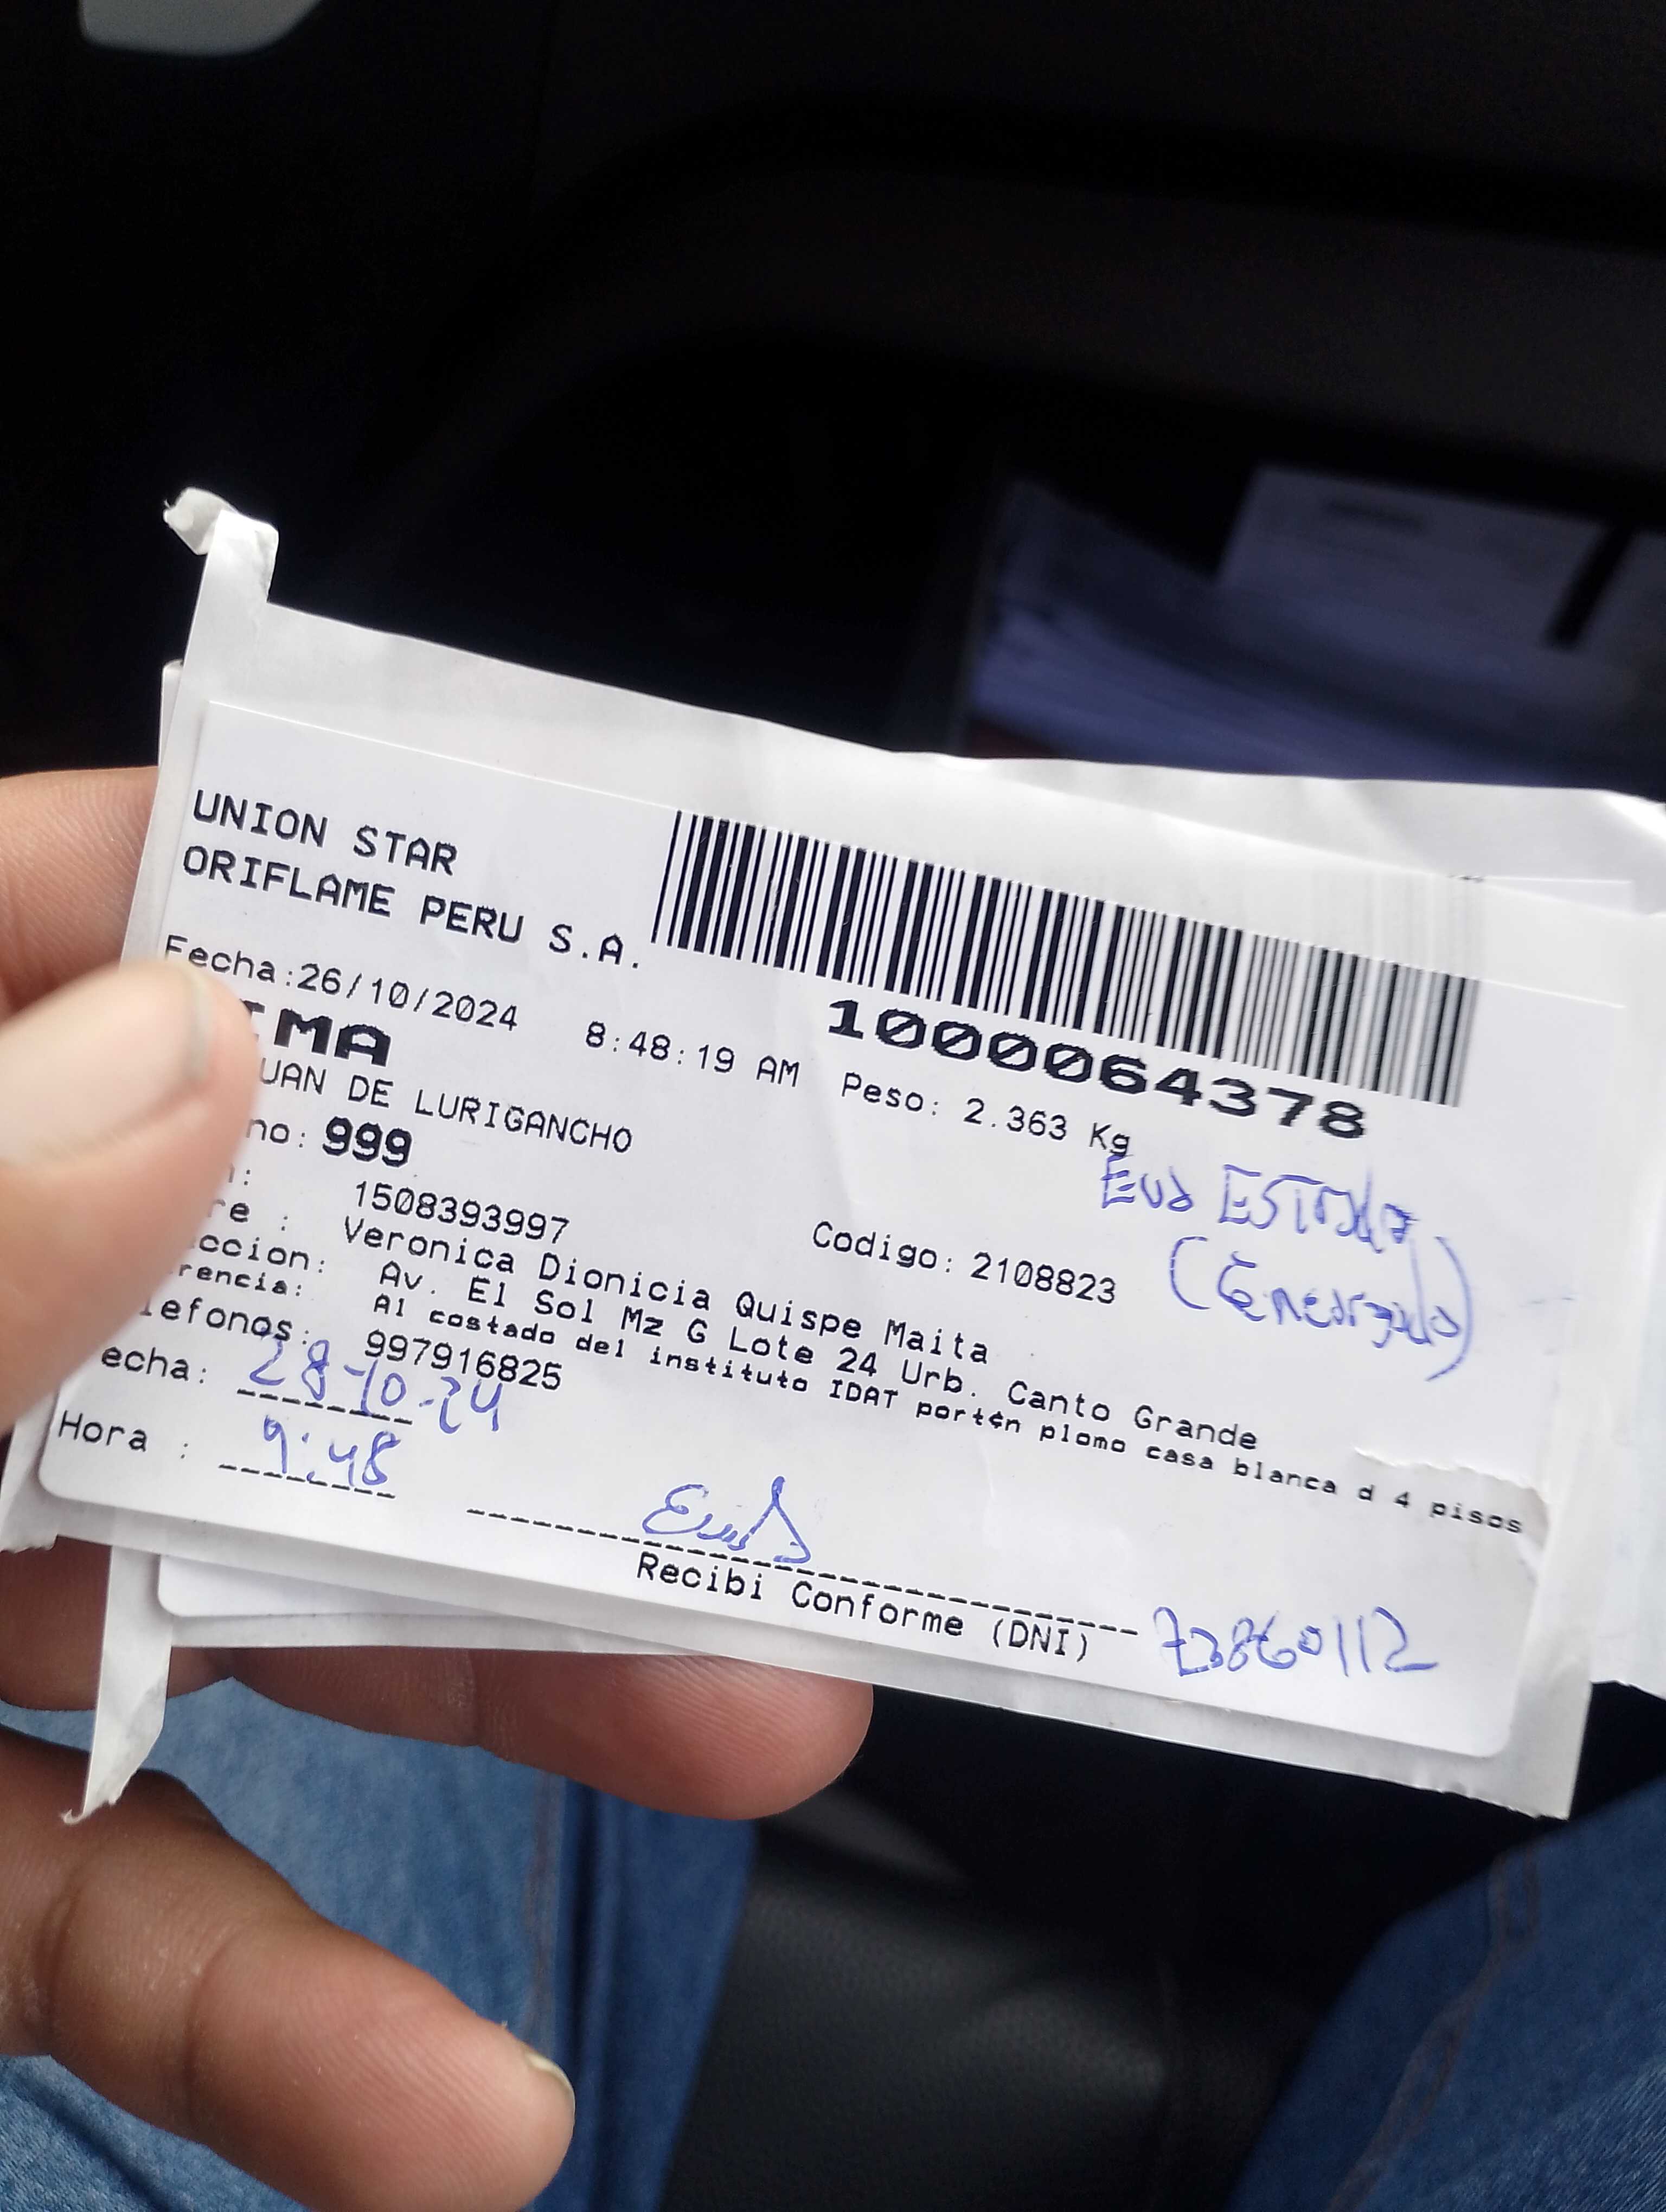 UNION STAR
ORIFLAME PERU S.A.
1000064378
Fecha:26/10/2024 8:48:19 AM Peso: 2.363 Kg
IMA
UAN DE LURIGANCHO
no: 999
Eva
(Encargada)
1508393997 Codigo: 2108823
re : Veronica Dionicia Quispe Maita
ccion: Av. El Sol Mz G Lote 24 Urb. Canto Grande
rencia: Al costado del instituto IDAT port¢n plomo casa blanca d 4 pisos
lefonos: 997916825
echa: 28-10-24
Hora : 9:48
Recibi Conforme (DNI) 73860112